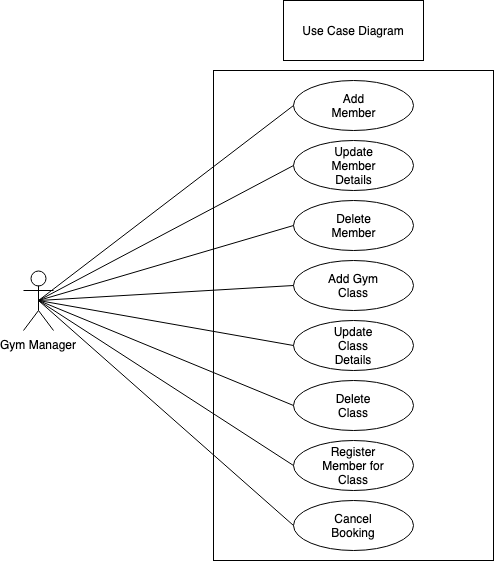 Use Case Diagram
Add
Member
Update
Member
Details
Delete
Member
Add Gym
Class
Gym Manager
Update
Class
Details
Delete
Class
Register
Member for
Class
Cancel
Booking